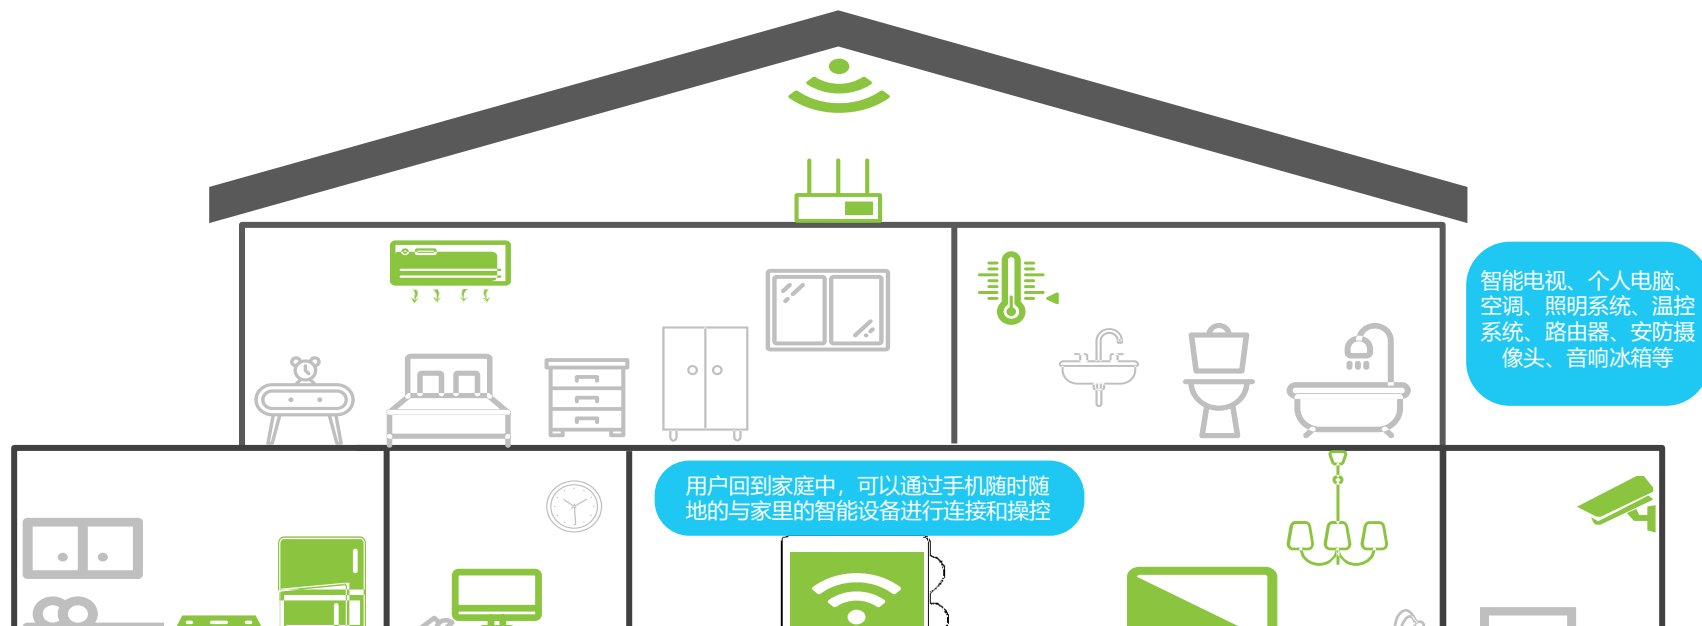 智能电视、个人电脑、
空调、照明系统、温控
系统、路由器、安防摄
像头、音响冰箱等
用户回到家庭中，可以通过手机随时随
地的与家里的智能设备进行连接和操控